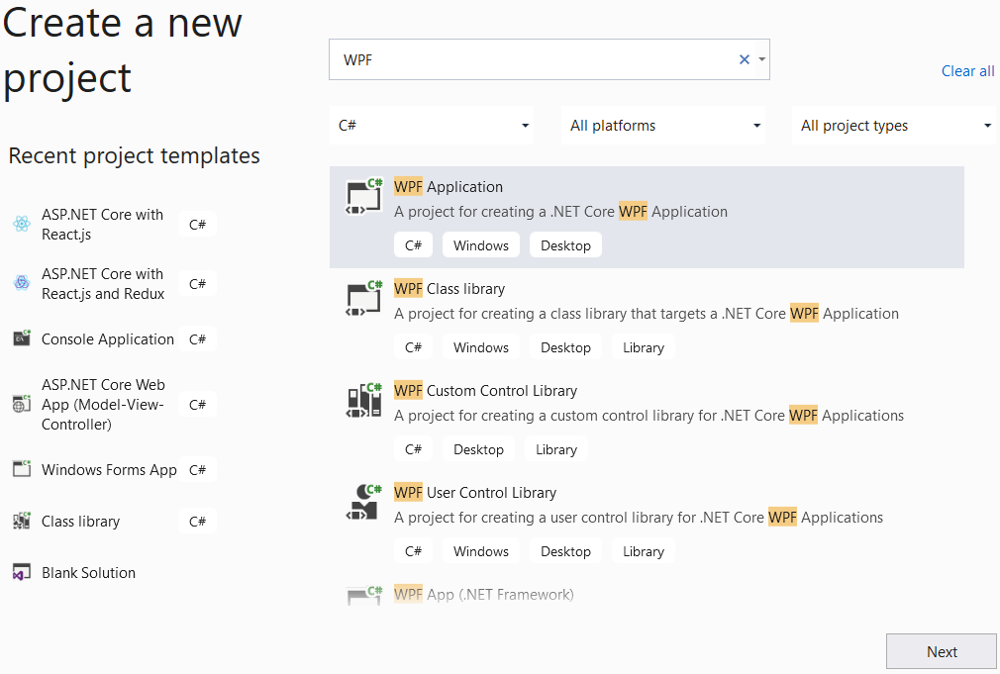 Create a new
project
WPF
Clear all
C#
All platforms
All project types
Recent project templates
ASP.NET Core with
React.js
C#
ASP.NET Core with
React.js and Redux
C#
Console Application
C#
ASP.NET Core Web
App (Model-View-
Controller)
C#
Windows Forms App
C#
Class library
C#
Blank Solution
C#
WPF Application
A project for creating a .NET Core WPF Application
C#
Windows
Desktop
C#
WPF Class library
A project for creating a class library that targets a .NET Core WPF Application
C#
Windows
Desktop
Library
C#
WPF Custom Control Library
A project for creating a custom control library for .NET Core WPF Applications
C#
Desktop
Library
C#
WPF User Control Library
A project for creating a user control library for .NET Core WPF Applications
C#
Windows
Desktop
Library
C#
WPF App (.NET Framework)
Next